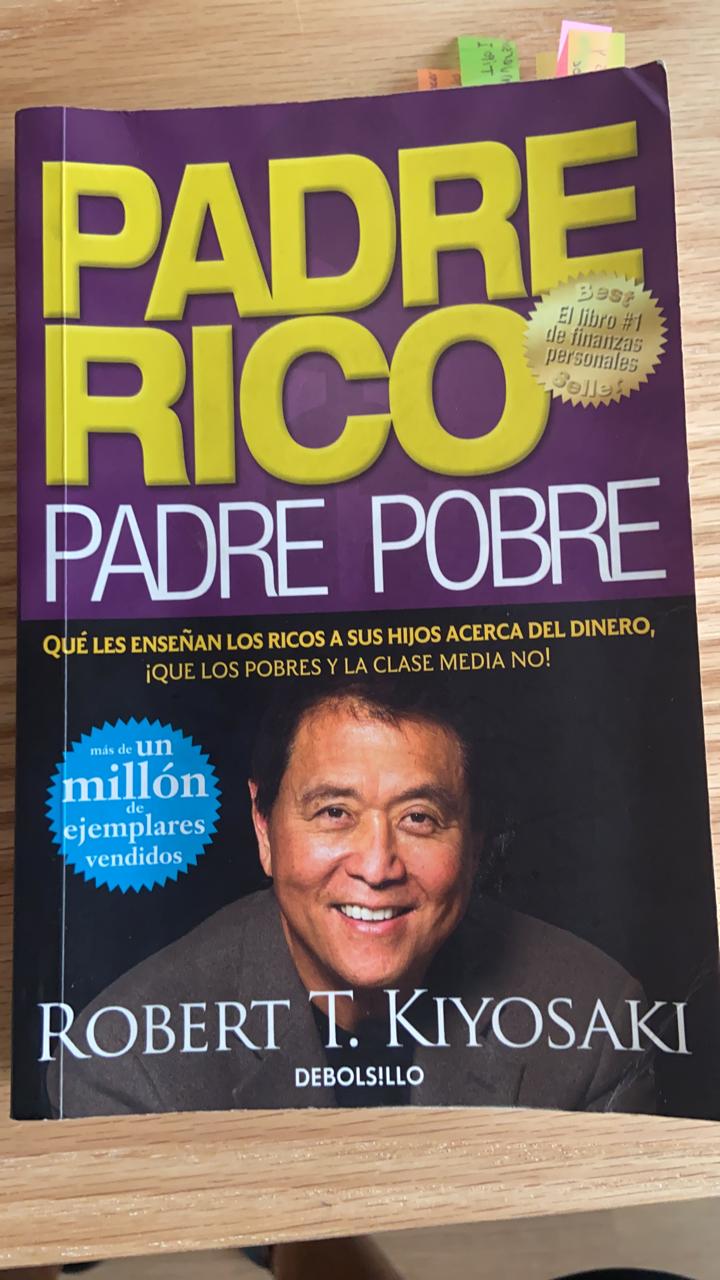 PADRE
RICO
Best
El libro #1
de finanzas
personales
Seller
PADRE POBRE
QUÉ LES ENSEÑAN LOS RICOS A SUS HIJOS ACERCA DEL DINERO,
¡QUE LOS POBRES Y LA CLASE MEDIA NO!
más de un
millón
de
ejemplares
vendidos
ROBERT T. KIYOSAKI
DEBOLS!LLO